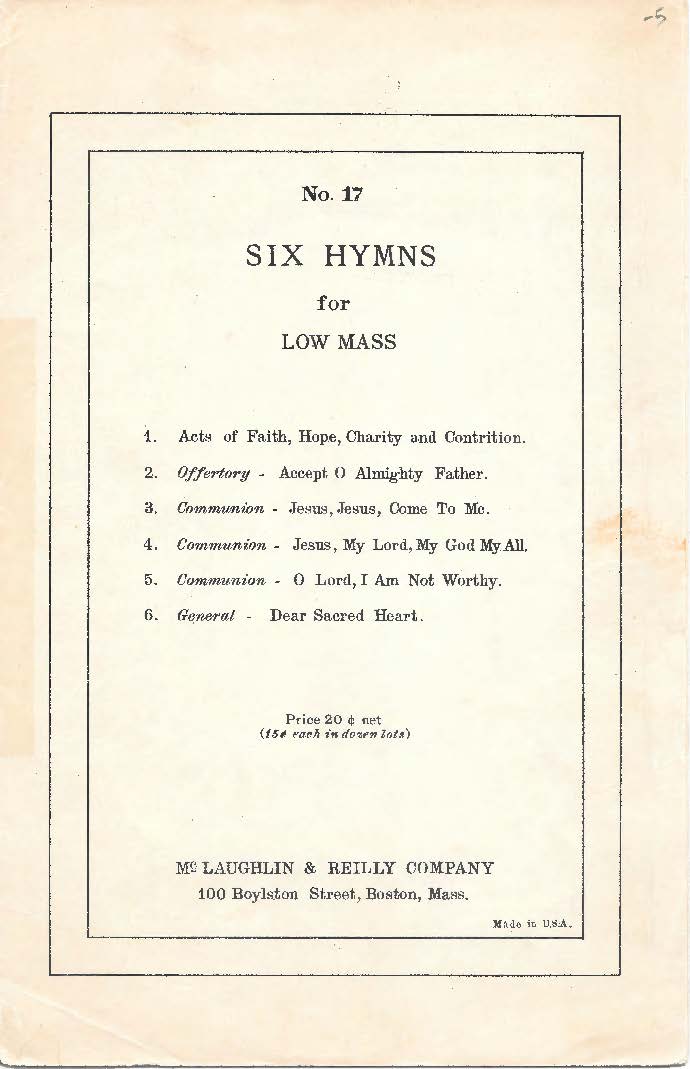 -5
No. 17
SIX HYMNS
for
LOW MASS
1. Acts of Faith, Hope, Charity and Contrition.
2. Offertory - Accept O Almighty Father.
3. Communion - Jesus, Jesus, Come To Me.
4. Communion - Jesus, My Lord, My God My All.
5. Communion - O Lord, I Am Not Worthy.
6. General - Dear Sacred Heart.
Price 20 ¢ net
(15¢ each in dozen lots)
Mc LAUGHLIN & REILLY COMPANY
100 Boylston Street, Boston, Mass.
Made in U.S.A.